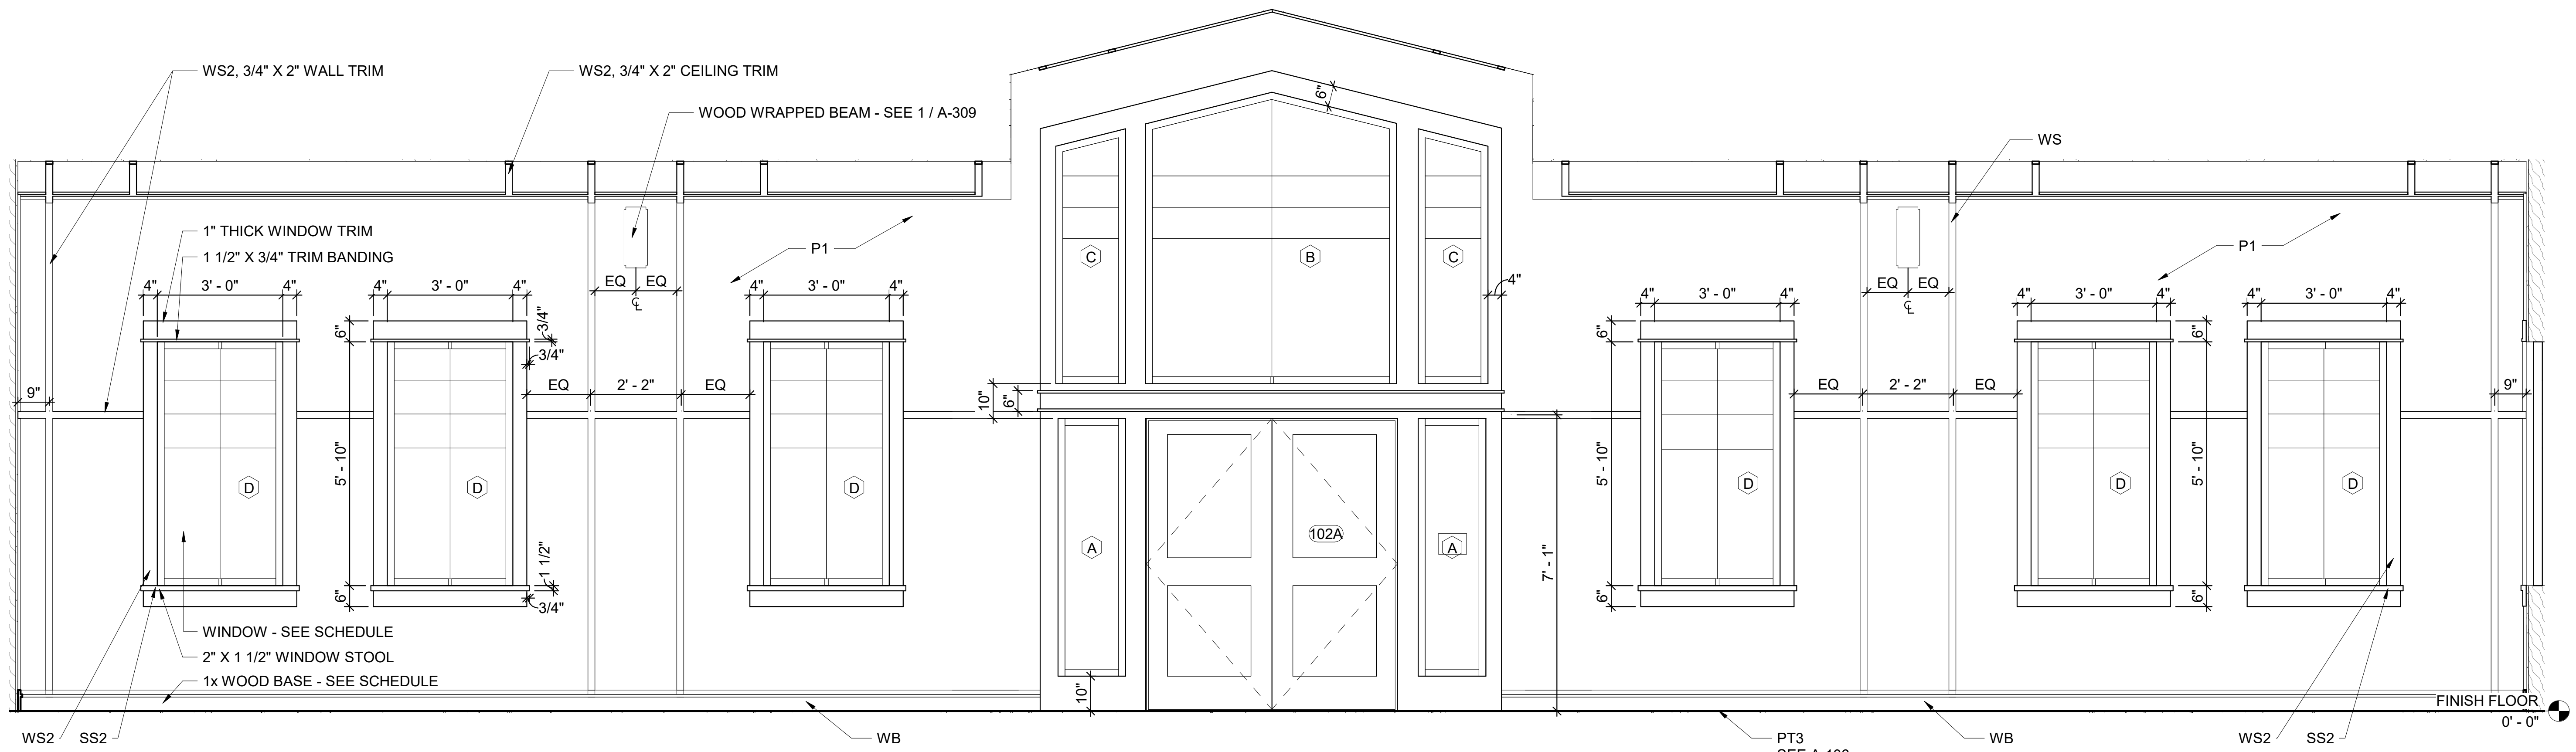 WS2, 3/4" X 2" WALL TRIM
WS2, 3/4" X 2" CEILING TRIM
WOOD WRAPPED BEAM - SEE 1 / A-309
6"
WS
1" THICK WINDOW TRIM
1 1/2" X 3/4" TRIM BANDING
P1
P1
C
B
C
4"
EQ EQ
CL
EQ EQ
CL
4" 3' - 0" 4"
4" 3' - 0" 4"
4" 3' - 0" 4"
4" 3' - 0" 4"
4" 3' - 0" 4"
4" 3' - 0" 4"
6"
3/4"
3/4"
6"
6"
9"
EQ 2' - 2" EQ
10"
6"
EQ 2' - 2" EQ
9"
5' - 10"
5' - 10"
5' - 10"
D
D
D
D
D
D
A
102A
A
7' - 1"
1 1/2"
3/4"
6"
6"
6"
WINDOW - SEE SCHEDULE
2" X 1 1/2" WINDOW STOOL
1x WOOD BASE - SEE SCHEDULE
10"
FINISH FLOOR
0' - 0"
WS2 SS2
WB
PT3
WB
WS2 SS2